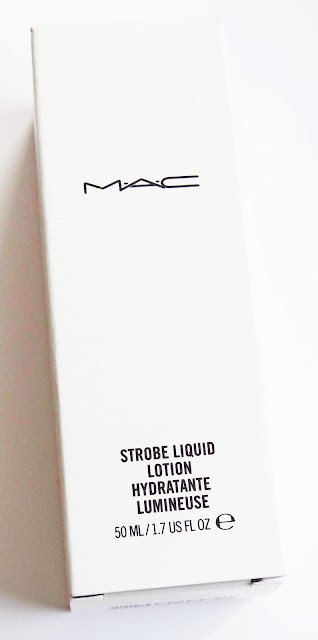 M·A·C
STROBE LIQUID
LOTION
HYDRATANTE
LUMINEUSE
50 ML / 1.7 US FL OZ ℮